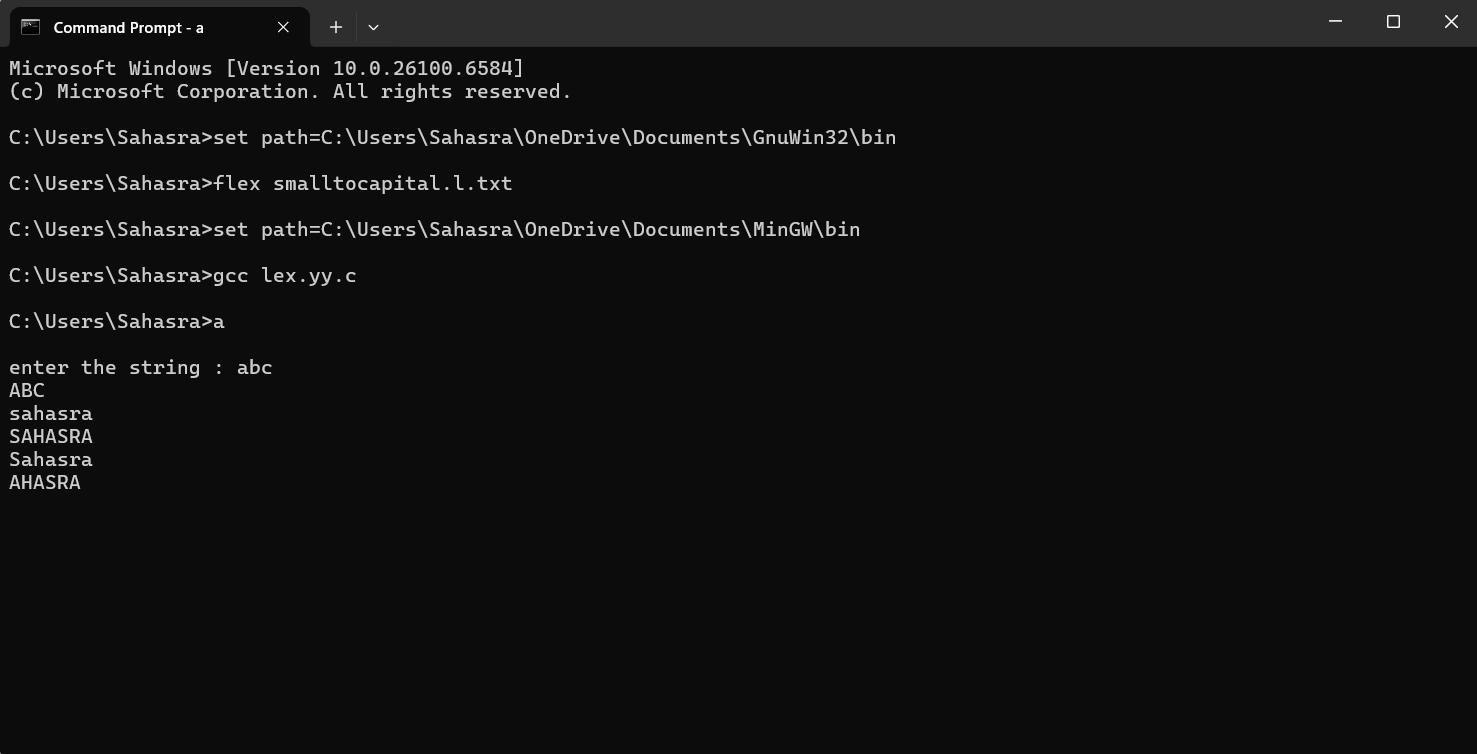 Command Prompt - a
Microsoft Windows [Version 10.0.26100.6584]
(c) Microsoft Corporation. All rights reserved.
C:\Users\Sahasra>set path=C:\Users\Sahasra\OneDrive\Documents\GnuWin32\bin
C:\Users\Sahasra>flex smalltocapital.l.txt
C:\Users\Sahasra>set path=C:\Users\Sahasra\OneDrive\Documents\MinGW\bin
C:\Users\Sahasra>gcc lex.yy.c
C:\Users\Sahasra>a
enter the string : abc
ABC
sahasra
SAHASRA
Sahasra
AHASRA